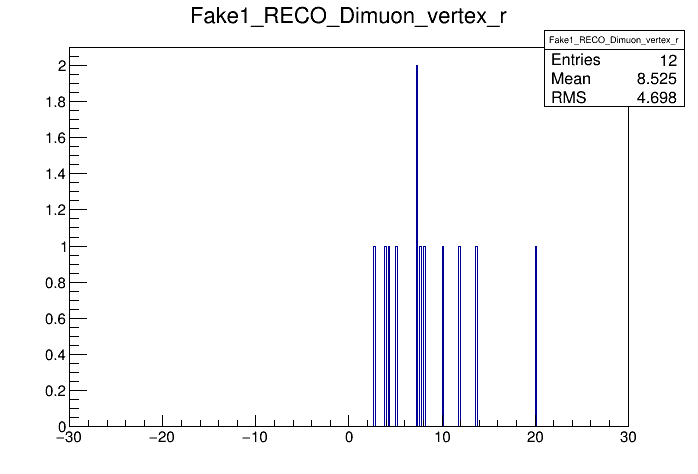 Fake1_RECO_Dimuon_vertex_r
Fake1_RECO_Dimuon_vertex_r
Entries 12
Mean 8.525
RMS 4.698
2
1.8
1.6
1.4
1.2
1
0.8
0.6
0.4
0.2
0
−30 −20 −10 0 10 20 30